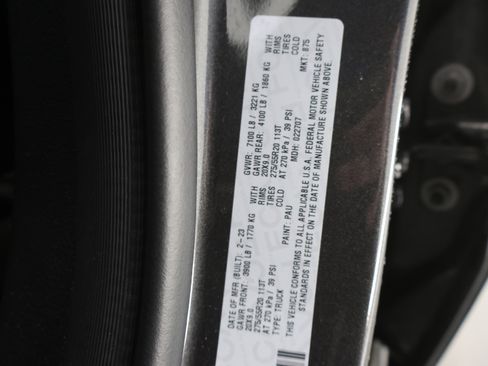 DATE OF MFR (BUILT): 2-23 GVWR: 7100 LB / 3221 KG
GAWR FRONT: 3900 LB / 1770 KG WITH GAWR REAR: 4100 LB / 1860 KG WITH
20X9.0 RIMS 20X9.0 RIMS
275/55R20 113T TIRES 275/55R20 113T TIRES
AT 270 kPa / 39 PSI COLD AT 270 kPa / 39 PSI COLD
TYPE: TRUCK PAINT: PAU MDH: 022707 MKT: 875
THIS VEHICLE CONFORMS TO ALL APPLICABLE U.S.A. FEDERAL MOTOR VEHICLE SAFETY
STANDARDS IN EFFECT ON THE DATE OF MANUFACTURE SHOWN ABOVE.